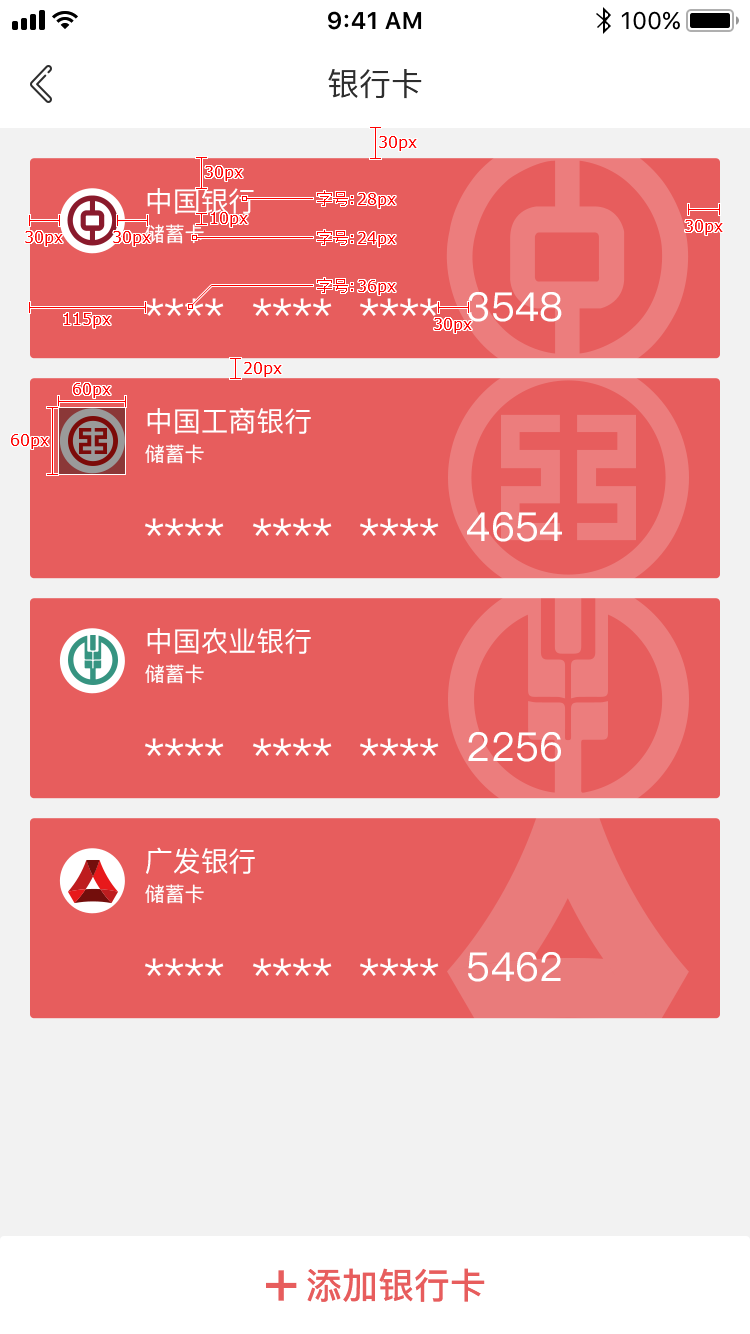 9:41 AM 100%
银行卡
30px
30px
中国银行 字号:28px
10px
30px 30px 30px
储蓄卡 字号:24px
字号:36px
**** **** **** 3548
115px 30px
20px
60px
60px
中国工商银行
储蓄卡
**** **** **** 4654
中国农业银行
储蓄卡
**** **** **** 2256
广发银行
储蓄卡
**** **** **** 5462
+ 添加银行卡